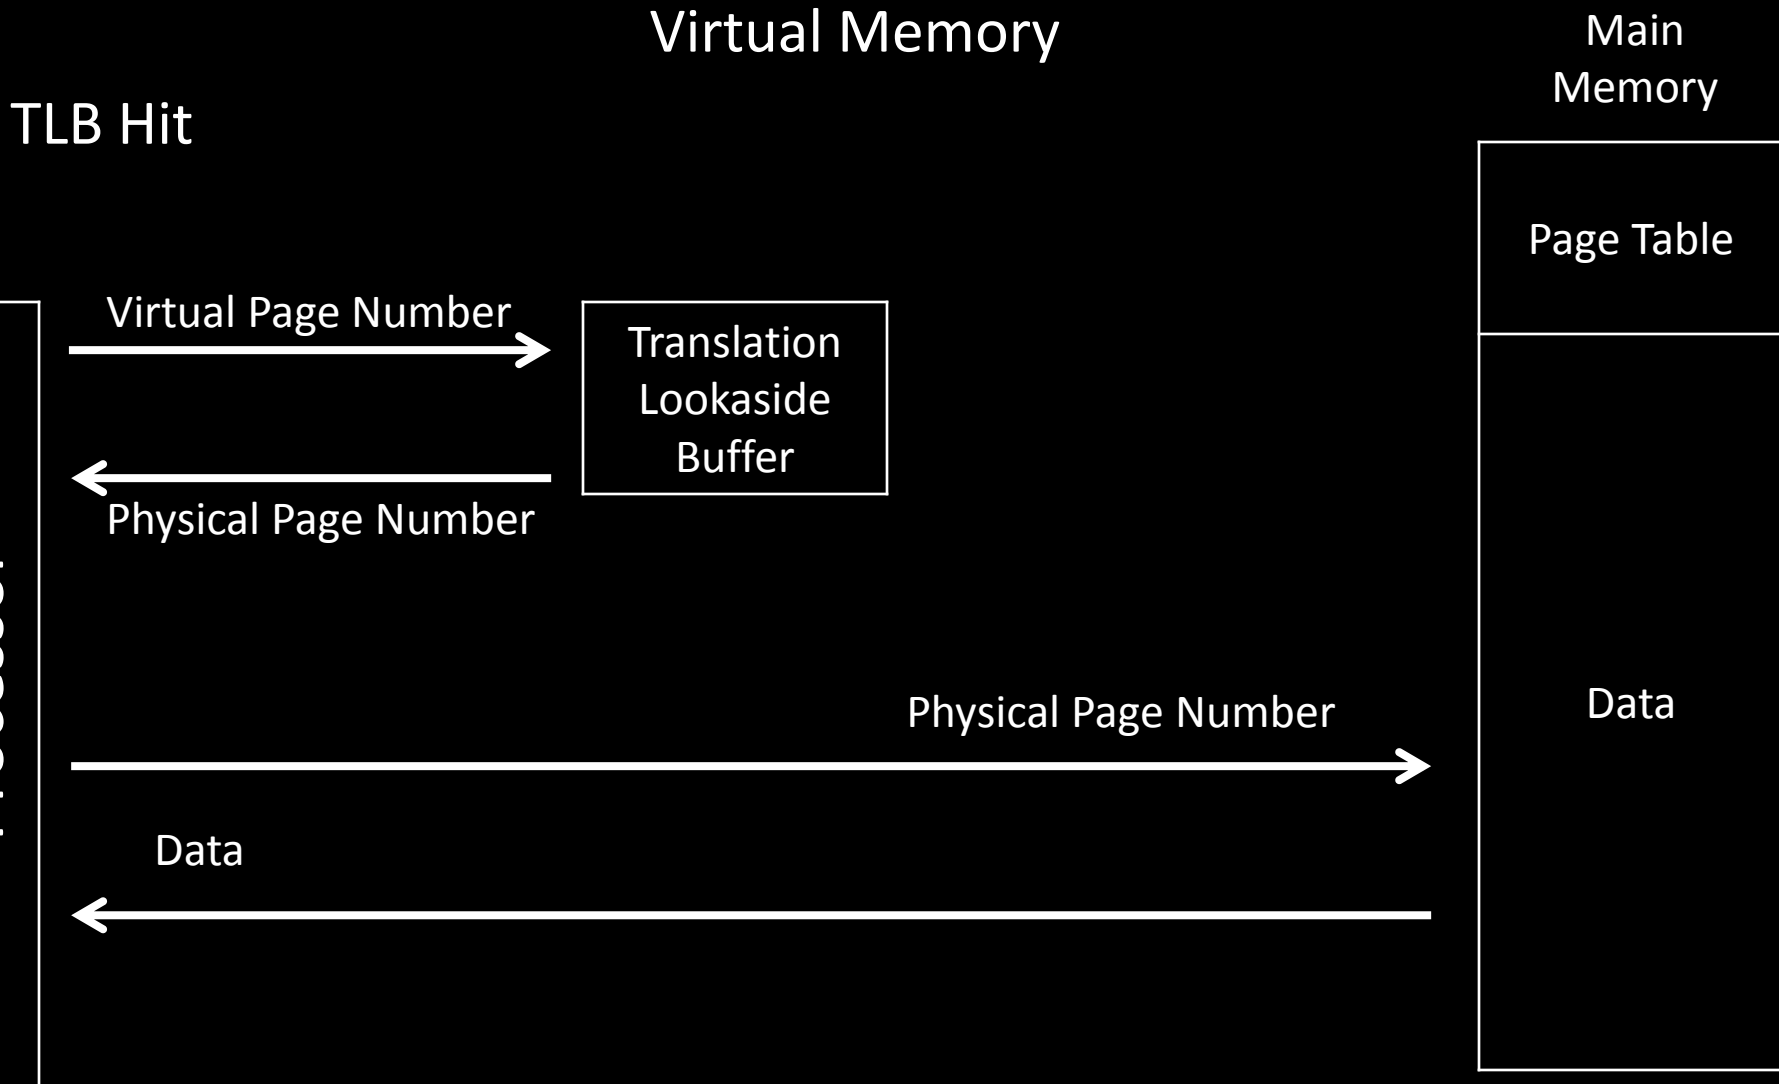 Virtual Memory
Main
Memory
TLB Hit
Page Table
Virtual Page Number
Translation
Lookaside
Buffer
Physical Page Number
Physical Page Number
Data
Data